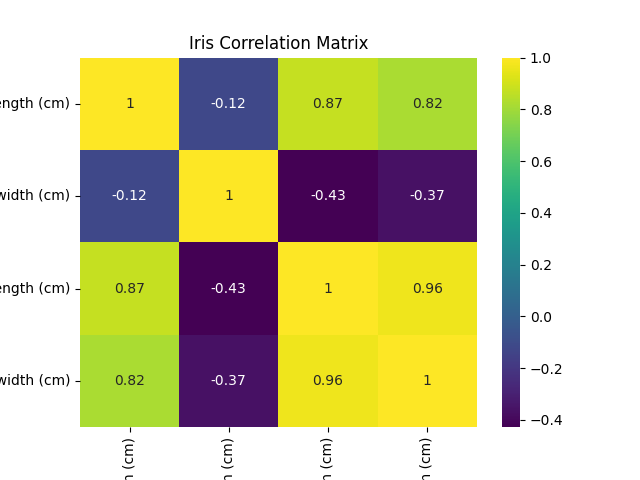 Iris Correlation Matrix
length (cm) 1 -0.12 0.87 0.82
width (cm) -0.12 1 -0.43 -0.37
length (cm) 0.87 -0.43 1 0.96
width (cm) 0.82 -0.37 0.96 1
(cm) (cm) (cm) (cm)
1.0
0.8
0.6
0.4
0.2
0.0
−0.2
−0.4